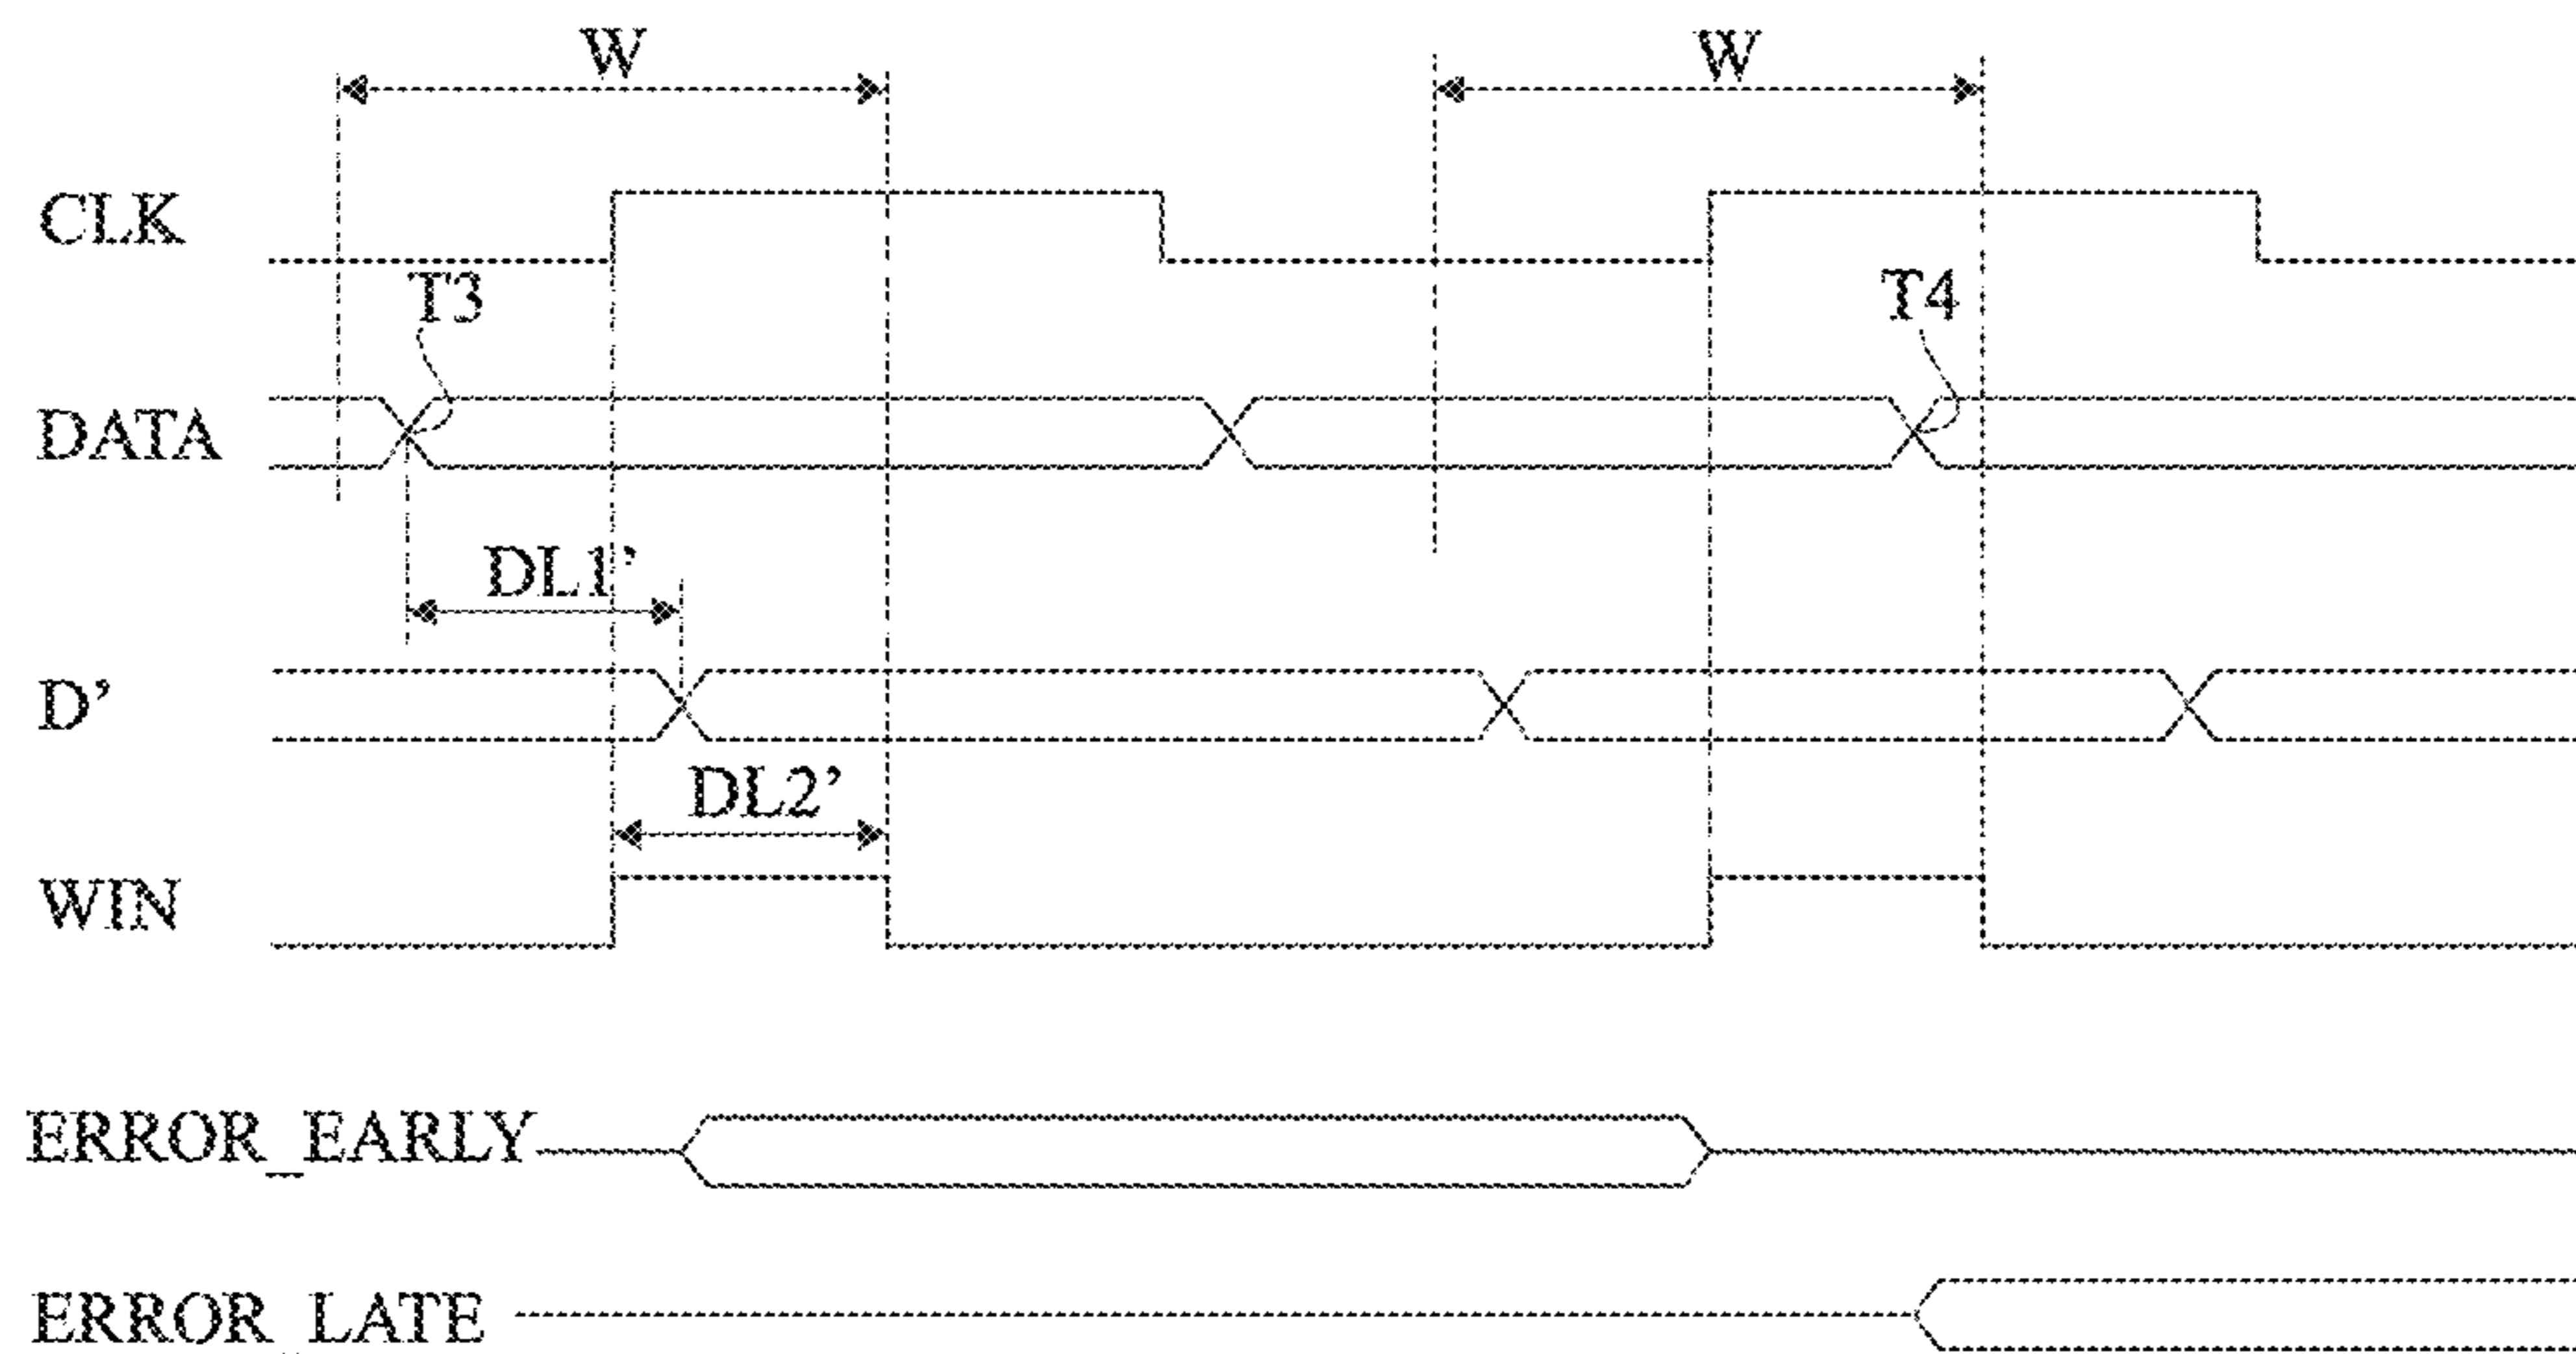 W
W
CLK
T3
T4
DATA
DL1’
D’
DL2’
WIN
ERROR_EARLY
ERROR_LATE